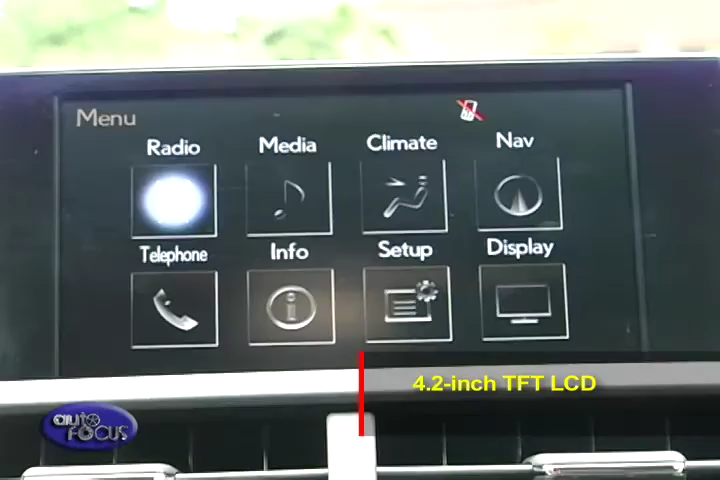 Menu
Radio
Media
Climate
Nav
Telephone
Info
Setup
Display
4.2-inch TFT LCD
auto
FOCUS